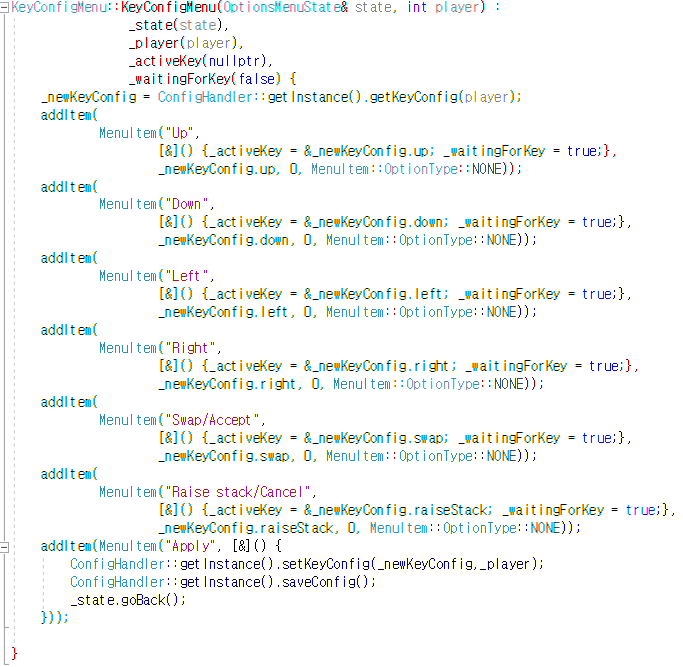 KeyConfigMenu::KeyConfigMenu(OptionsMenuState& state, int player) :
                _state(state),
                _player(player),
                _activeKey(nullptr),
                _waitingForKey(false) {
    _newKeyConfig = ConfigHandler::getInstance().getKeyConfig(player);
    addItem(
            MenuItem("Up",
                    [&]() {_activeKey = &_newKeyConfig.up; _waitingForKey = true;},
                    _newKeyConfig.up, 0, MenuItem::OptionType::NONE));
    addItem(
            MenuItem("Down",
                    [&]() {_activeKey = &_newKeyConfig.down; _waitingForKey = true;},
                    _newKeyConfig.down, 0, MenuItem::OptionType::NONE));
    addItem(
            MenuItem("Left",
                    [&]() {_activeKey = &_newKeyConfig.left; _waitingForKey = true;},
                    _newKeyConfig.left, 0, MenuItem::OptionType::NONE));
    addItem(
            MenuItem("Right",
                    [&]() {_activeKey = &_newKeyConfig.right; _waitingForKey = true;},
                    _newKeyConfig.right, 0, MenuItem::OptionType::NONE));
    addItem(
            MenuItem("Swap/Accept",
                    [&]() {_activeKey = &_newKeyConfig.swap; _waitingForKey = true;},
                    _newKeyConfig.swap, 0, MenuItem::OptionType::NONE));
    addItem(
            MenuItem("Raise stack/Cancel",
                    [&]() {_activeKey = &_newKeyConfig.raiseStack; _waitingForKey = true;},
                    _newKeyConfig.raiseStack, 0, MenuItem::OptionType::NONE));
    addItem(MenuItem("Apply", [&]() {
        ConfigHandler::getInstance().setKeyConfig(_newKeyConfig,_player);
        ConfigHandler::getInstance().saveConfig();
        _state.goBack();
    }));
}